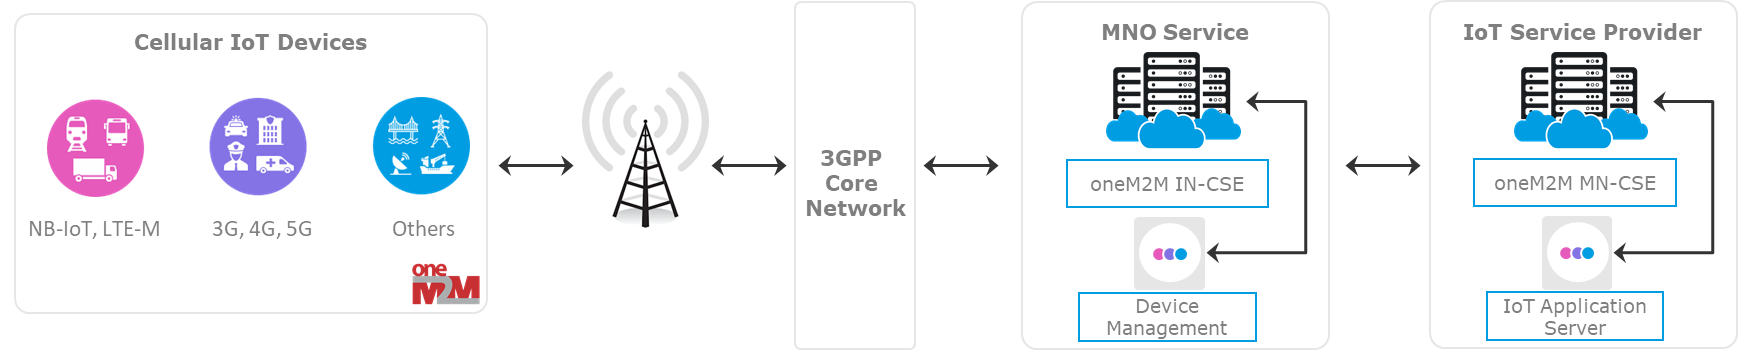 Cellular IoT Devices
NB-IoT, LTE-M
3G, 4G, 5G
Others
one
M2M
3GPP
Core
Network
MNO Service
oneM2M IN-CSE
Device
Management
IoT Service Provider
oneM2M MN-CSE
IoT Application
Server